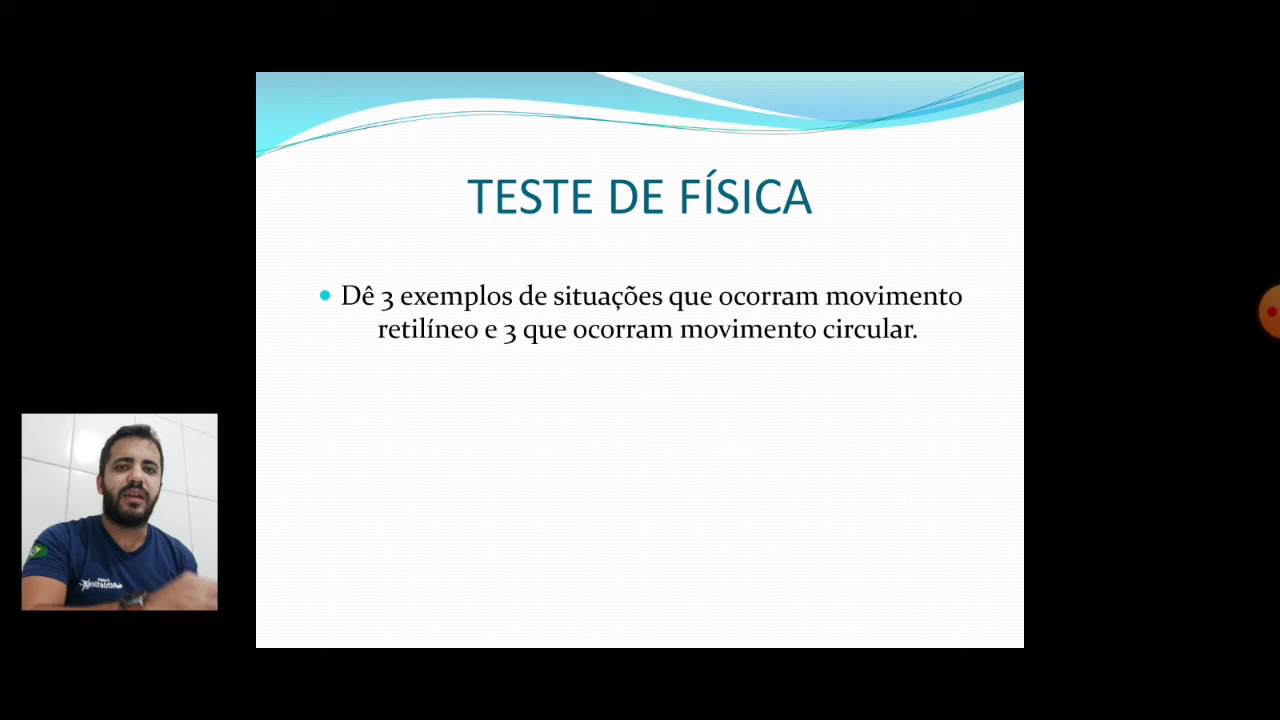 TESTE DE FÍSICA
Dê 3 exemplos de situações que ocorram movimento
retilíneo e 3 que ocorram movimento circular.